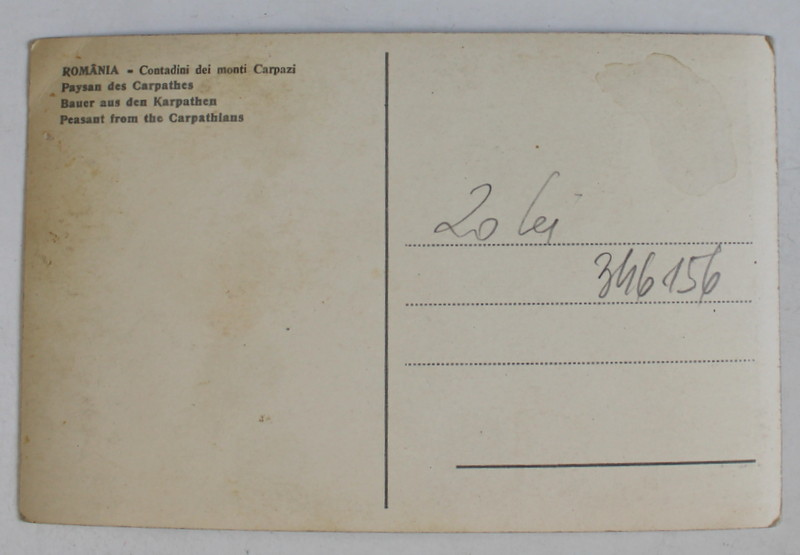 ROMÂNIA - Contadini dei monti Carpazi
Paysan des Carpathes
Bauer aus den Karpathen
Peasant from the Carpathians
20 lei
346156